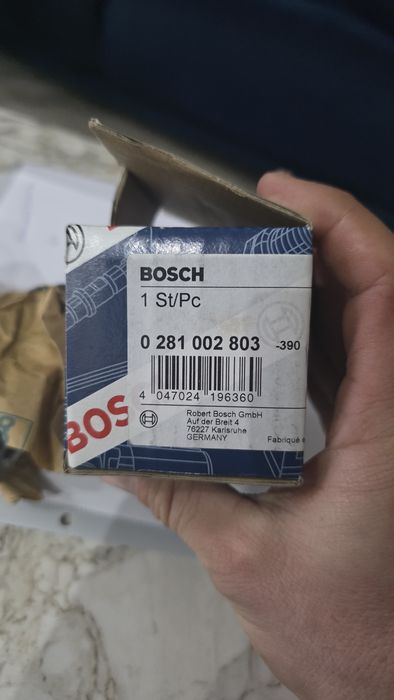 BOSCH
1 St/Pc
0 281 002 803 -390
4 047024 196360
Robert Bosch GmbH
Auf der Breit 4
76227 Karlsruhe
GERMANY
Fabriqué e
BOS